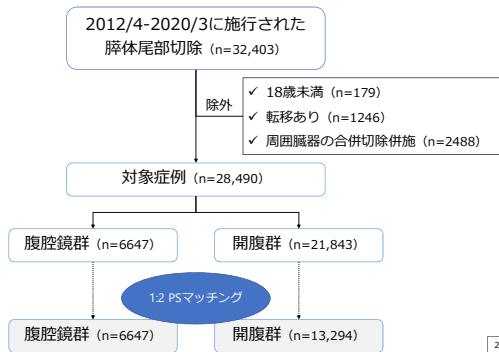 2012/4-2020/3に施行された
膵体尾部切除（n=32,403）
除外
✓ 18歳未満（n=179）
✓ 転移あり（n=1246）
✓ 周囲臓器の合併切除併施（n=2488）
対象症例（n=28,490）
腹腔鏡群（n=6647）
開腹群（n=21,843）
1:2 PSマッチング
腹腔鏡群（n=6647）
開腹群（n=13,294）
2